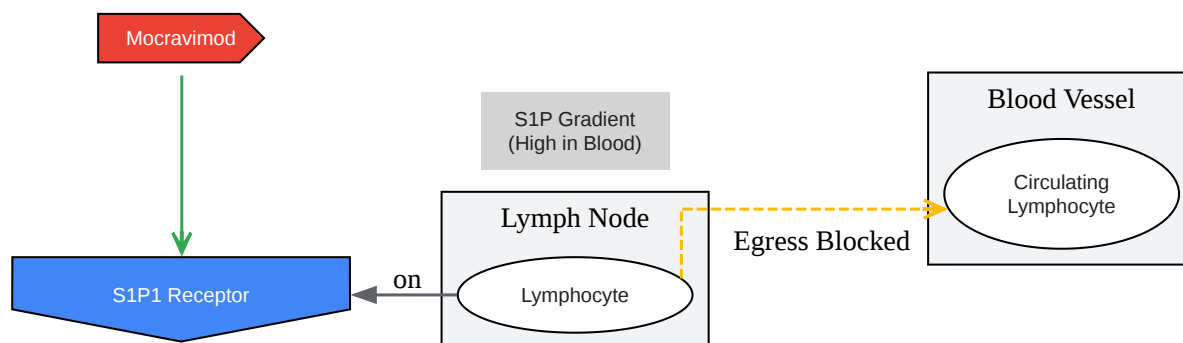 Mocravimod
S1P Gradient
(High in Blood)
Blood Vessel
Circulating
Lymphocyte
Lymph Node
Egress Blocked
S1P1 Receptor
on
Lymphocyte